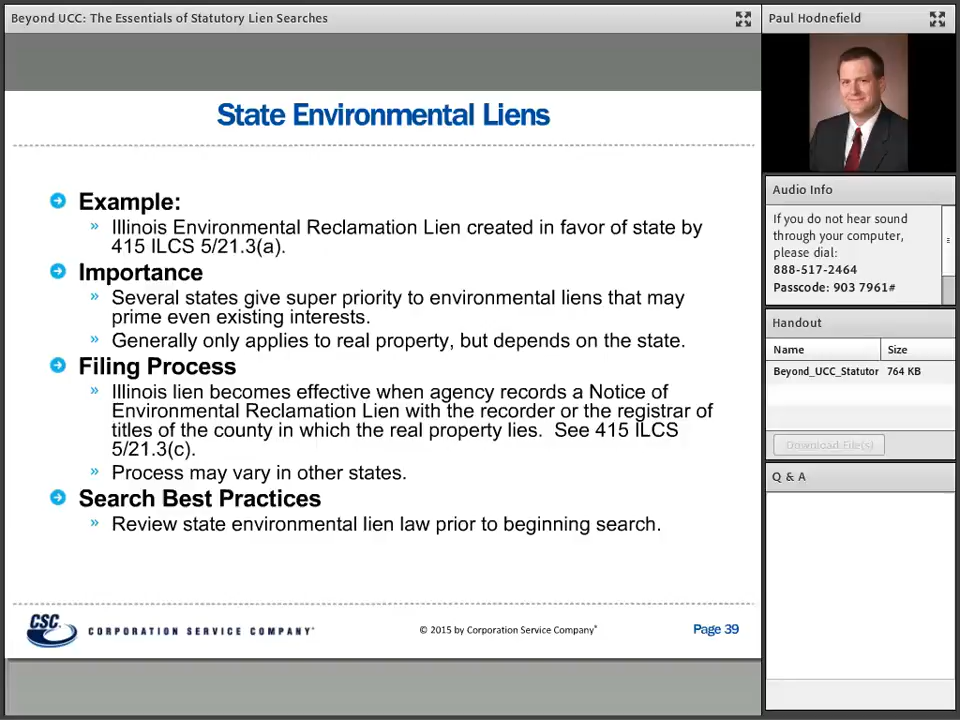 Beyond UCC: The Essentials of Statutory Lien Searches
Paul Hodnefield
State Environmental Liens
Example:
» Illinois Environmental Reclamation Lien created in favor of state by
415 ILCS 5/21.3(a).
Importance
» Several states give super priority to environmental liens that may
prime even existing interests.
» Generally only applies to real property, but depends on the state.
Filing Process
» Illinois lien becomes effective when agency records a Notice of
Environmental Reclamation Lien with the recorder or the registrar of
titles of the county in which the real property lies. See 415 ILCS
5/21.3(c).
» Process may vary in other states.
Search Best Practices
» Review state environmental lien law prior to beginning search.
CSC
CORPORATION SERVICE COMPANY
© 2015 by Corporation Service Company
Page 39
Audio Info
If you do not hear sound
through your computer,
please dial:
888-517-2464
Passcode: 903 7961#
Handout
Name Size
Beyond_UCC_Statutor 764 KB
Download File(s)
Q & A